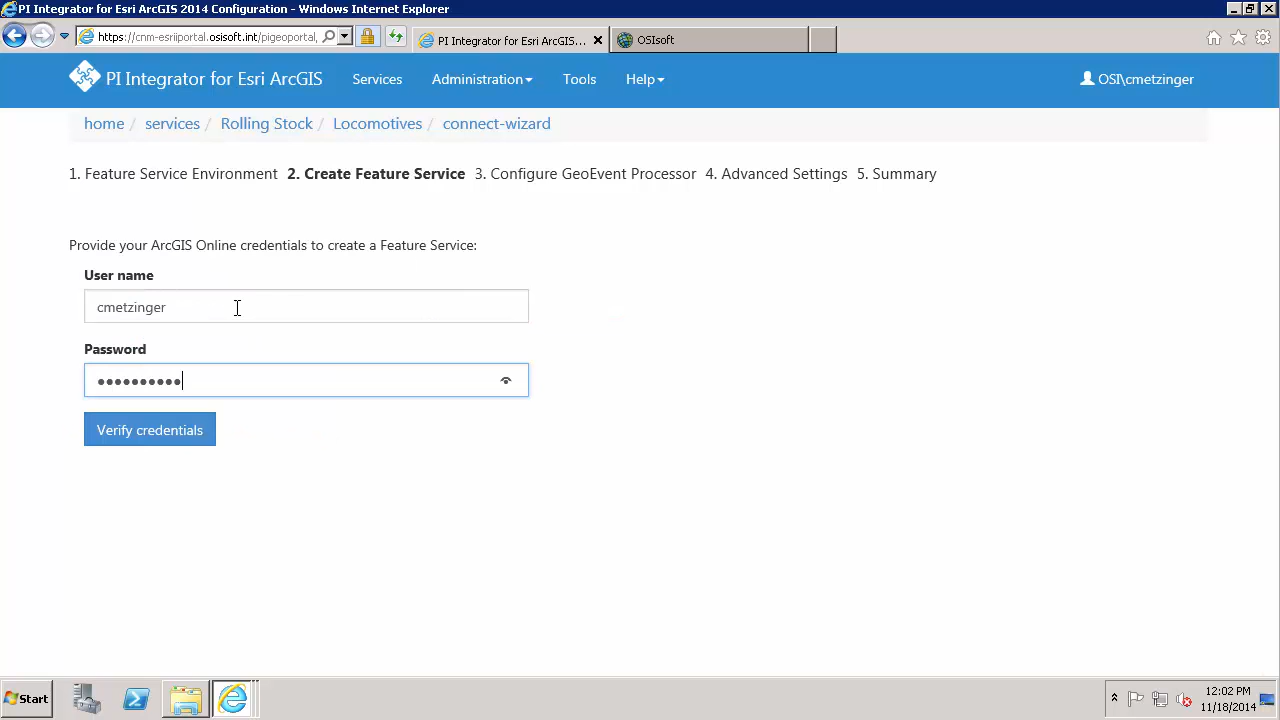 PI Integrator for Esri ArcGIS 2014 Configuration - Windows Internet Explorer
https://cnm-esriiportal.osisoft.int/pigeoportal, PI Integrator for Esri ArcGIS... OSIsoft
PI Integrator for Esri ArcGIS Services Administration Tools Help OSI\cmetzinger
home / services / Rolling Stock / Locomotives / connect-wizard
1. Feature Service Environment 2. Create Feature Service 3. Configure GeoEvent Processor 4. Advanced Settings 5. Summary
Provide your ArcGIS Online credentials to create a Feature Service:
User name
cmetzinger
Password
●●●●●●●●●●
Verify credentials
Start 12:02 PM
11/18/2014